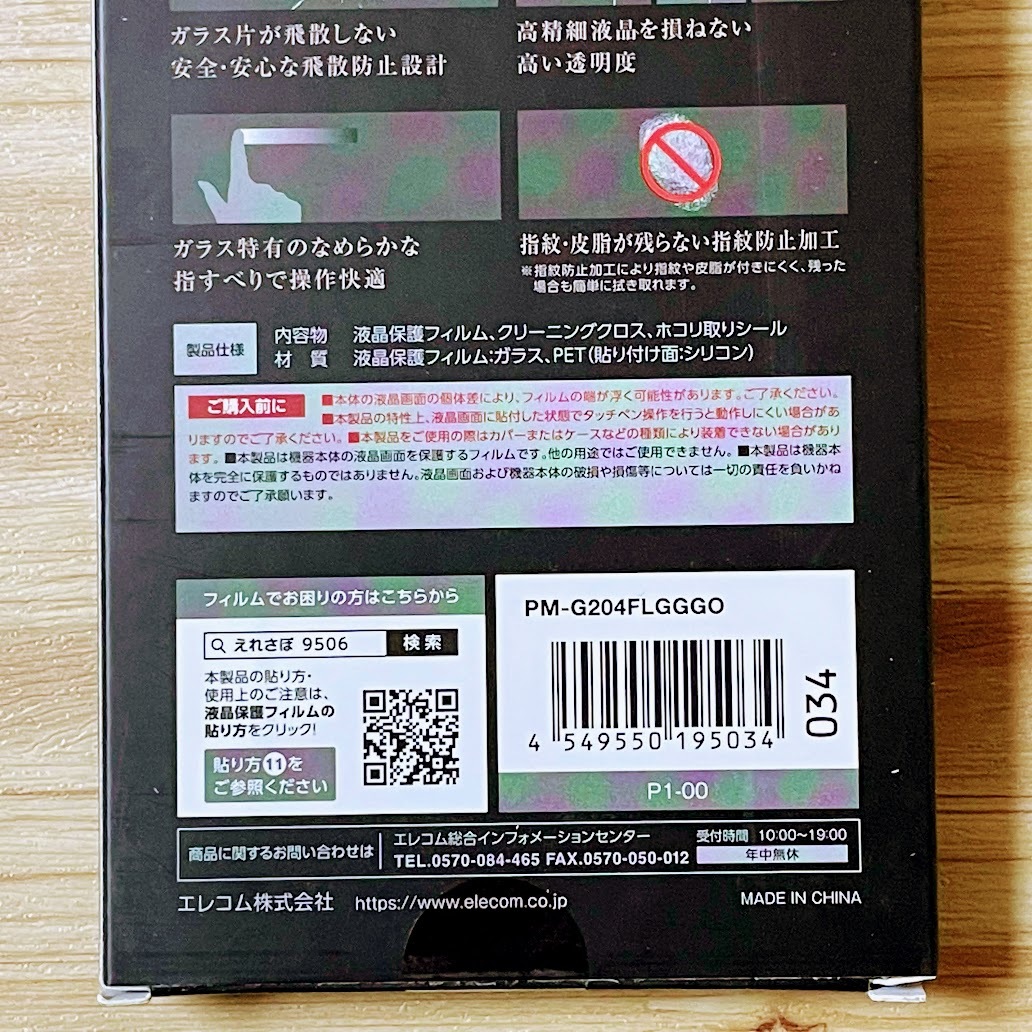 ガラス片が飛散しない
安全・安心な飛散防止設計
高精細液晶を損ねない
高い透明度
ガラス特有のなめらかな
指すべりで操作快適
指紋・皮脂が残らない指紋防止加工
※指紋防止加工により指紋や皮脂が付きにくく、残った
場合も簡単に拭き取れます。
製品仕様
内容物 液晶保護フィルム、クリーニングクロス、ホコリ取りシール
材質 液晶保護フィルム:ガラス、PET(貼り付け面:シリコン)
ご購入前に ■本体の液晶画面の個体差により、フィルムの端が浮く可能性があります。ご了承ください。
■本製品の特性上、液晶画面に貼付した状態でタッチペン操作を行うと動作しにくい場合があ
りますのでご了承ください。■本製品をご使用の際はカバーまたはケースなどの種類により装着できない場合があり
ます。■本製品は機器本体の液晶画面を保護するフィルムです。他の用途ではご使用できません。■本製品は機器本
体を完全に保護するものではありません。液晶画面および機器本体の破損や損傷等については一切の責任を負いかね
ますのでご了承願います。
フィルムでお困りの方はこちらから
えれさぽ 9506 検索
本製品の貼り方・
使用上のご注意は、
液晶保護フィルムの
貼り方をクリック!
貼り方⓫を
ご参照ください
PM-G204FLGGGO
4 549550 195034
034
P1-00
商品に関するお問い合わせは
エレコム総合インフォメーションセンター
TEL.0570-084-465 FAX.0570-050-012
受付時間 10:00~19:00
年中無休
エレコム株式会社 https://www.elecom.co.jp
MADE IN CHINA